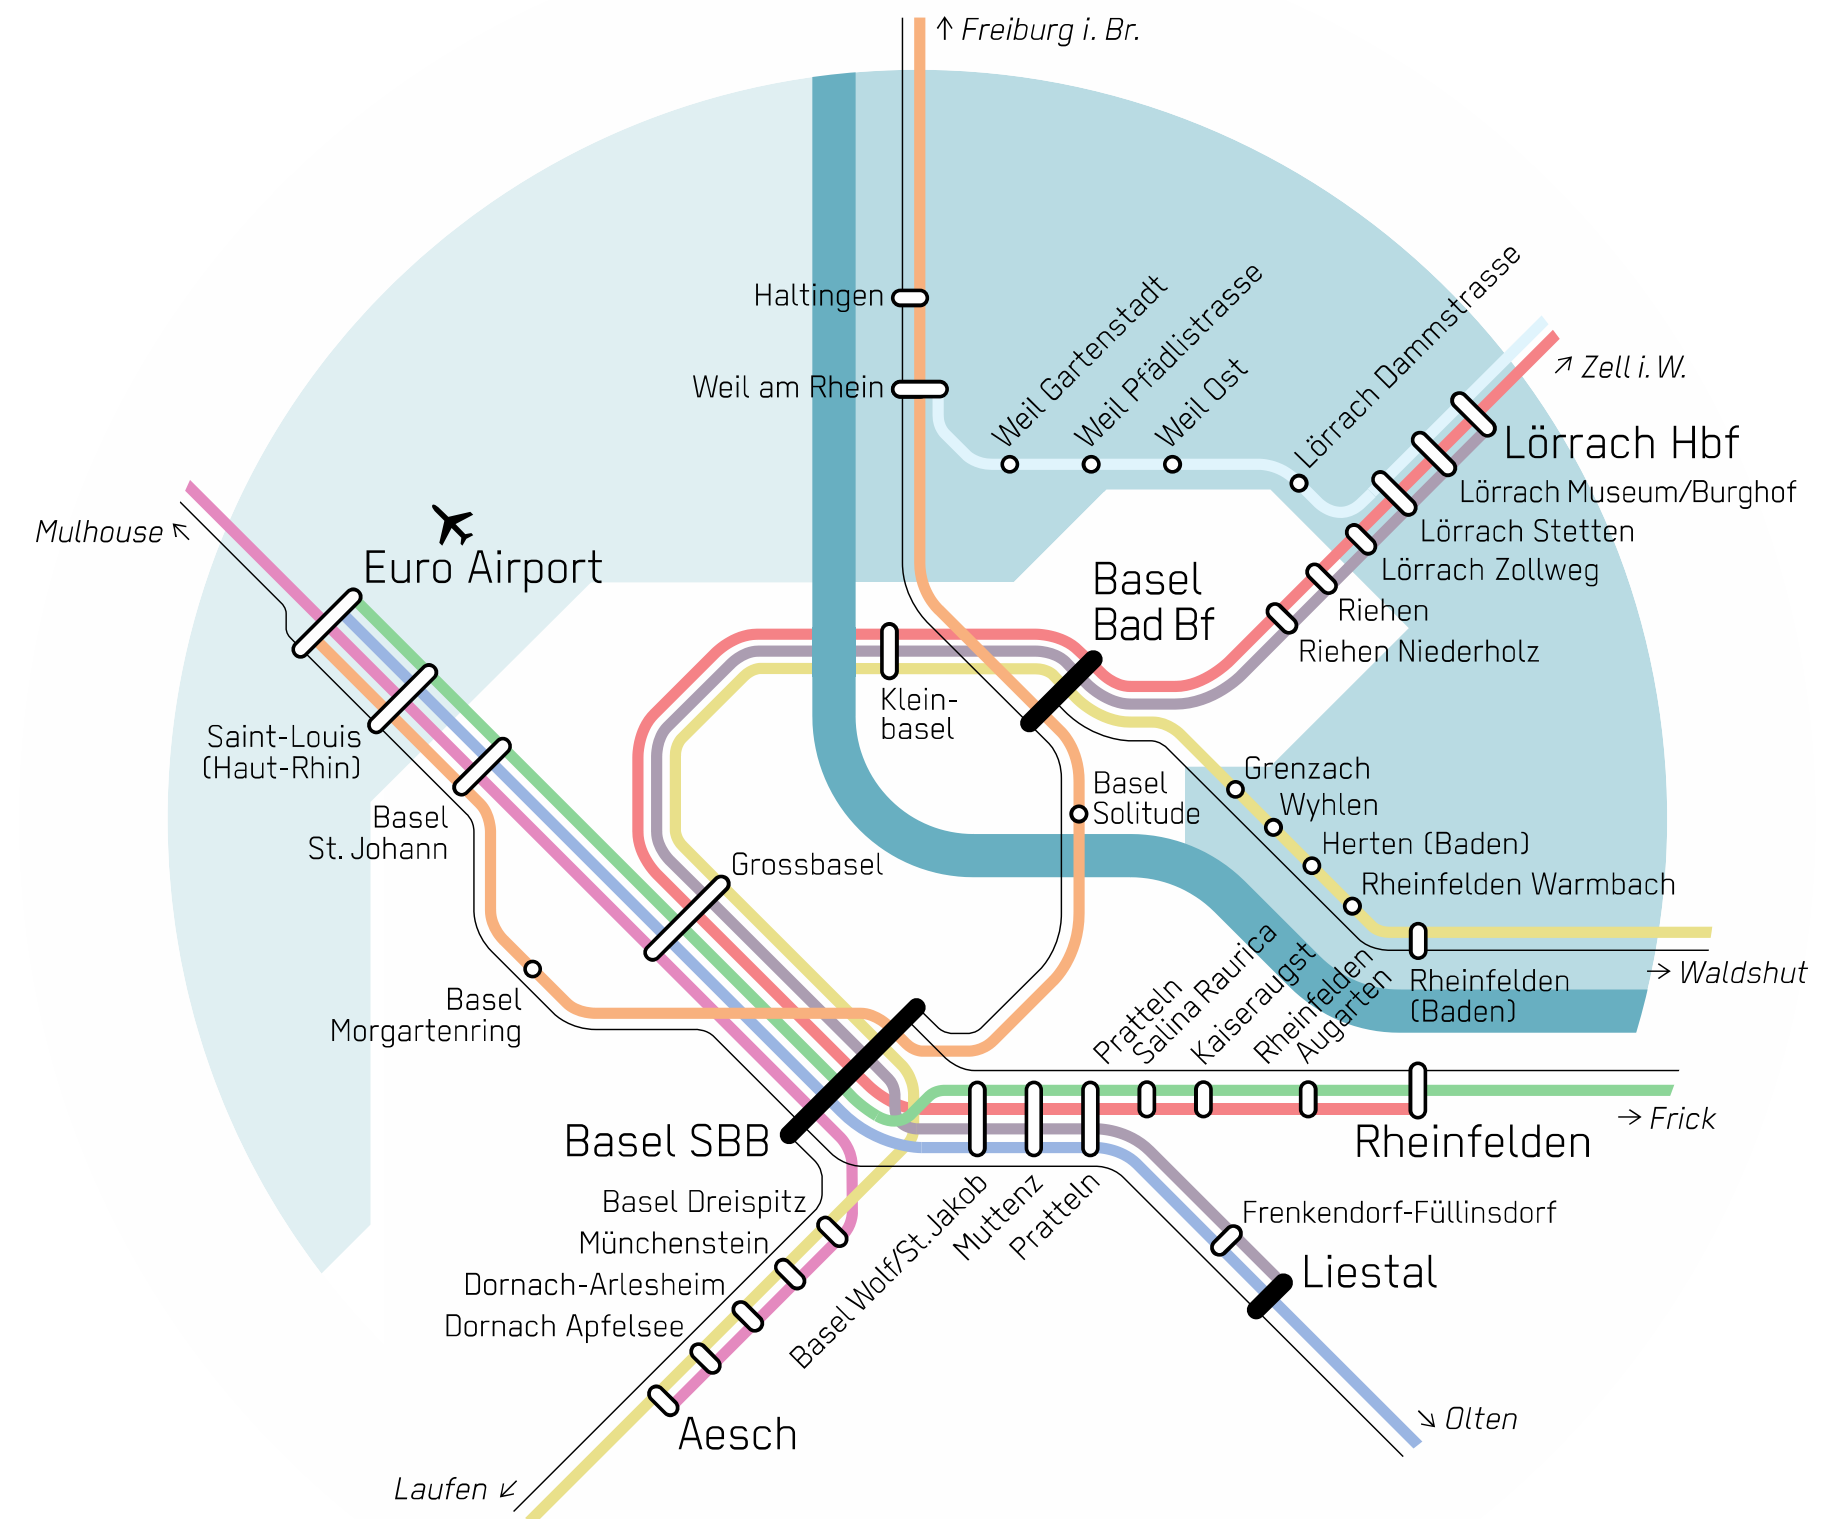 Freiburg i. Br.
Haltingen
Weil am Rhein
Weil Gartenstadt
Weil Pfädlistrasse
Weil Ost
Lörrach Dammstrasse
Zell i. W.
Lörrach Hbf
Lörrach Museum/Burghof
Lörrach Stetten
Lörrach Zollweg
Riehen
Riehen Niederholz
Mulhouse
Euro Airport
Basel
Bad Bf
Saint-Louis
(Haut-Rhin)
Klein-
basel
Basel
St. Johann
Grossbasel
Basel
Solitude
Grenzach
Wyhlen
Herten (Baden)
Rheinfelden Warmbach
Rheinfelden
(Baden)
Waldshut
Basel
Morgartenring
Pratteln
Salina Raurica
Kaiseraugst
Rheinfelden
Augarten
Frick
Rheinfelden
Basel SBB
Basel Dreispitz
Münchenstein
Dornach-Arlesheim
Dornach Apfelsee
Aesch
Laufen
Basel Wolf/St. Jakob
Muttenz
Pratteln
Frenkendorf-Füllinsdorf
Liestal
Olten